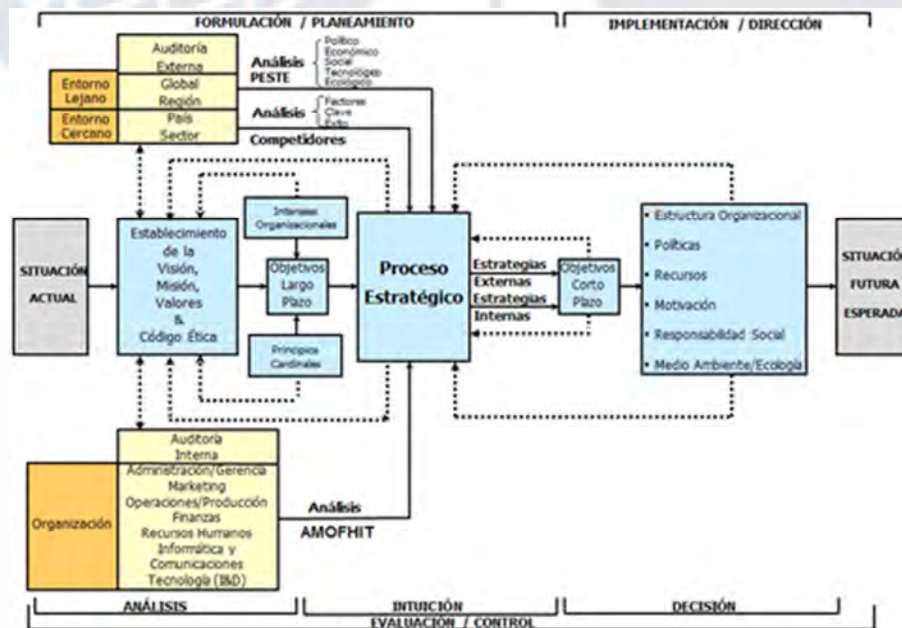 FORMULACIÓN / PLANEAMIENTO
IMPLEMENTACIÓN / DIRECCIÓN
Auditoría
Externa
Entorno
Lejano
Global
Región
Entorno
Cercano
País
Sector
Análisis
PESTE
Político
Económico
Social
Tecnológico
Ecológico
Análisis
Competidores
Factores
Clave
Éxito
SITUACIÓN
ACTUAL
Establecimiento
de la
Visión,
Misión,
Valores
&
Código Ética
Intereses
Organizacionales
Objetivos
Largo
Plazo
Principios
Cardinales
Proceso
Estratégico
Estrategias
Externas
Estrategias
Internas
Objetivos
Corto
Plazo
• Estructura Organizacional
• Políticas
• Recursos
• Motivación
• Responsabilidad Social
• Medio Ambiente/Ecología
SITUACIÓN
FUTURA
ESPERADA
Auditoría
Interna
Organización
Administración/Gerencia
Marketing
Operaciones/Producción
Finanzas
Recursos Humanos
Informática y
Comunicaciones
Tecnología (I&D)
Análisis
AMOFHIT
ANÁLISIS
INTUICIÓN
DECISIÓN
EVALUACIÓN / CONTROL